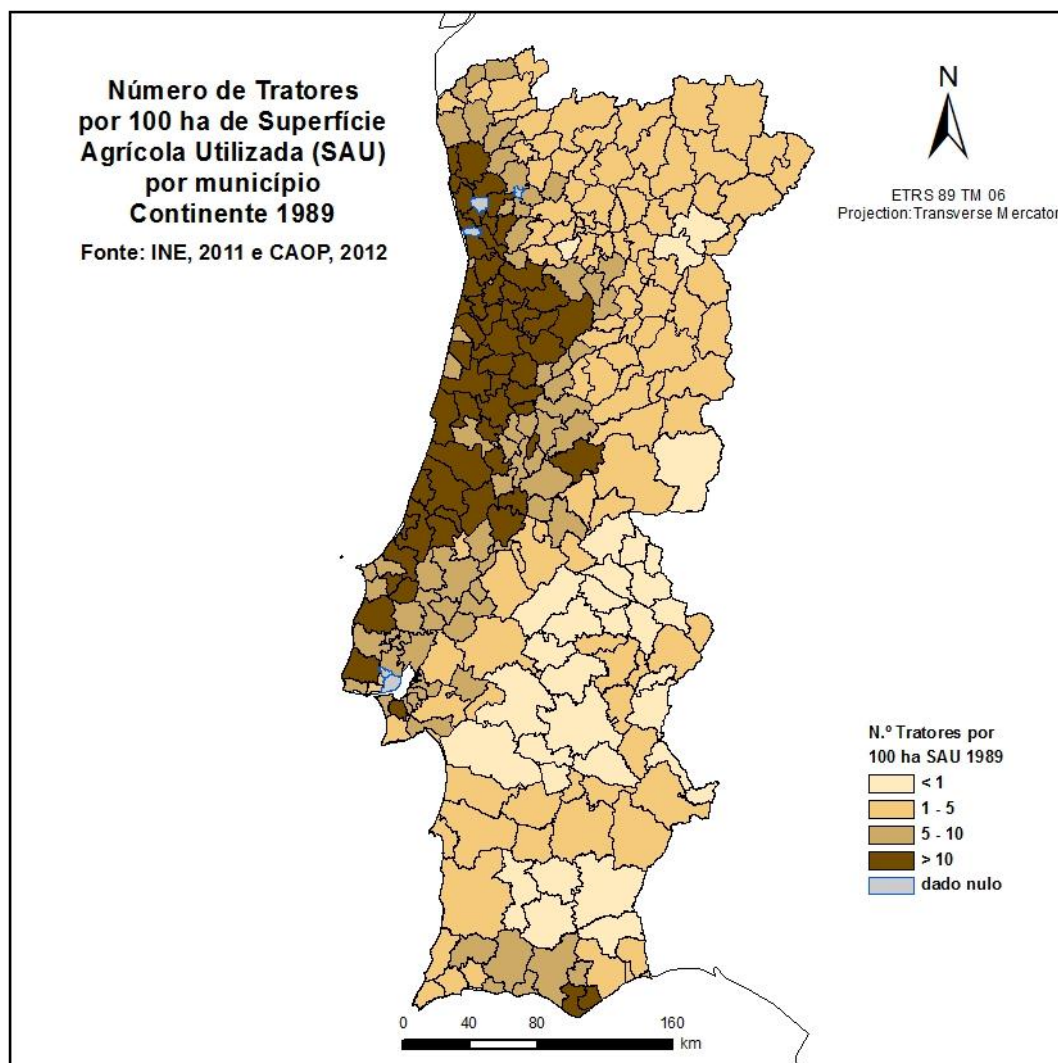 Número de Tratores
por 100 ha de Superfície
Agrícola Utilizada (SAU)
por município
Continente 1989
Fonte: INE, 2011 e CAOP, 2012
N
ETRS 89 TM 06
Projection: Transverse Mercator
N.º Tratores por
100 ha SAU 1989
< 1
1 - 5
5 - 10
> 10
dado nulo
0 40 80 160
km